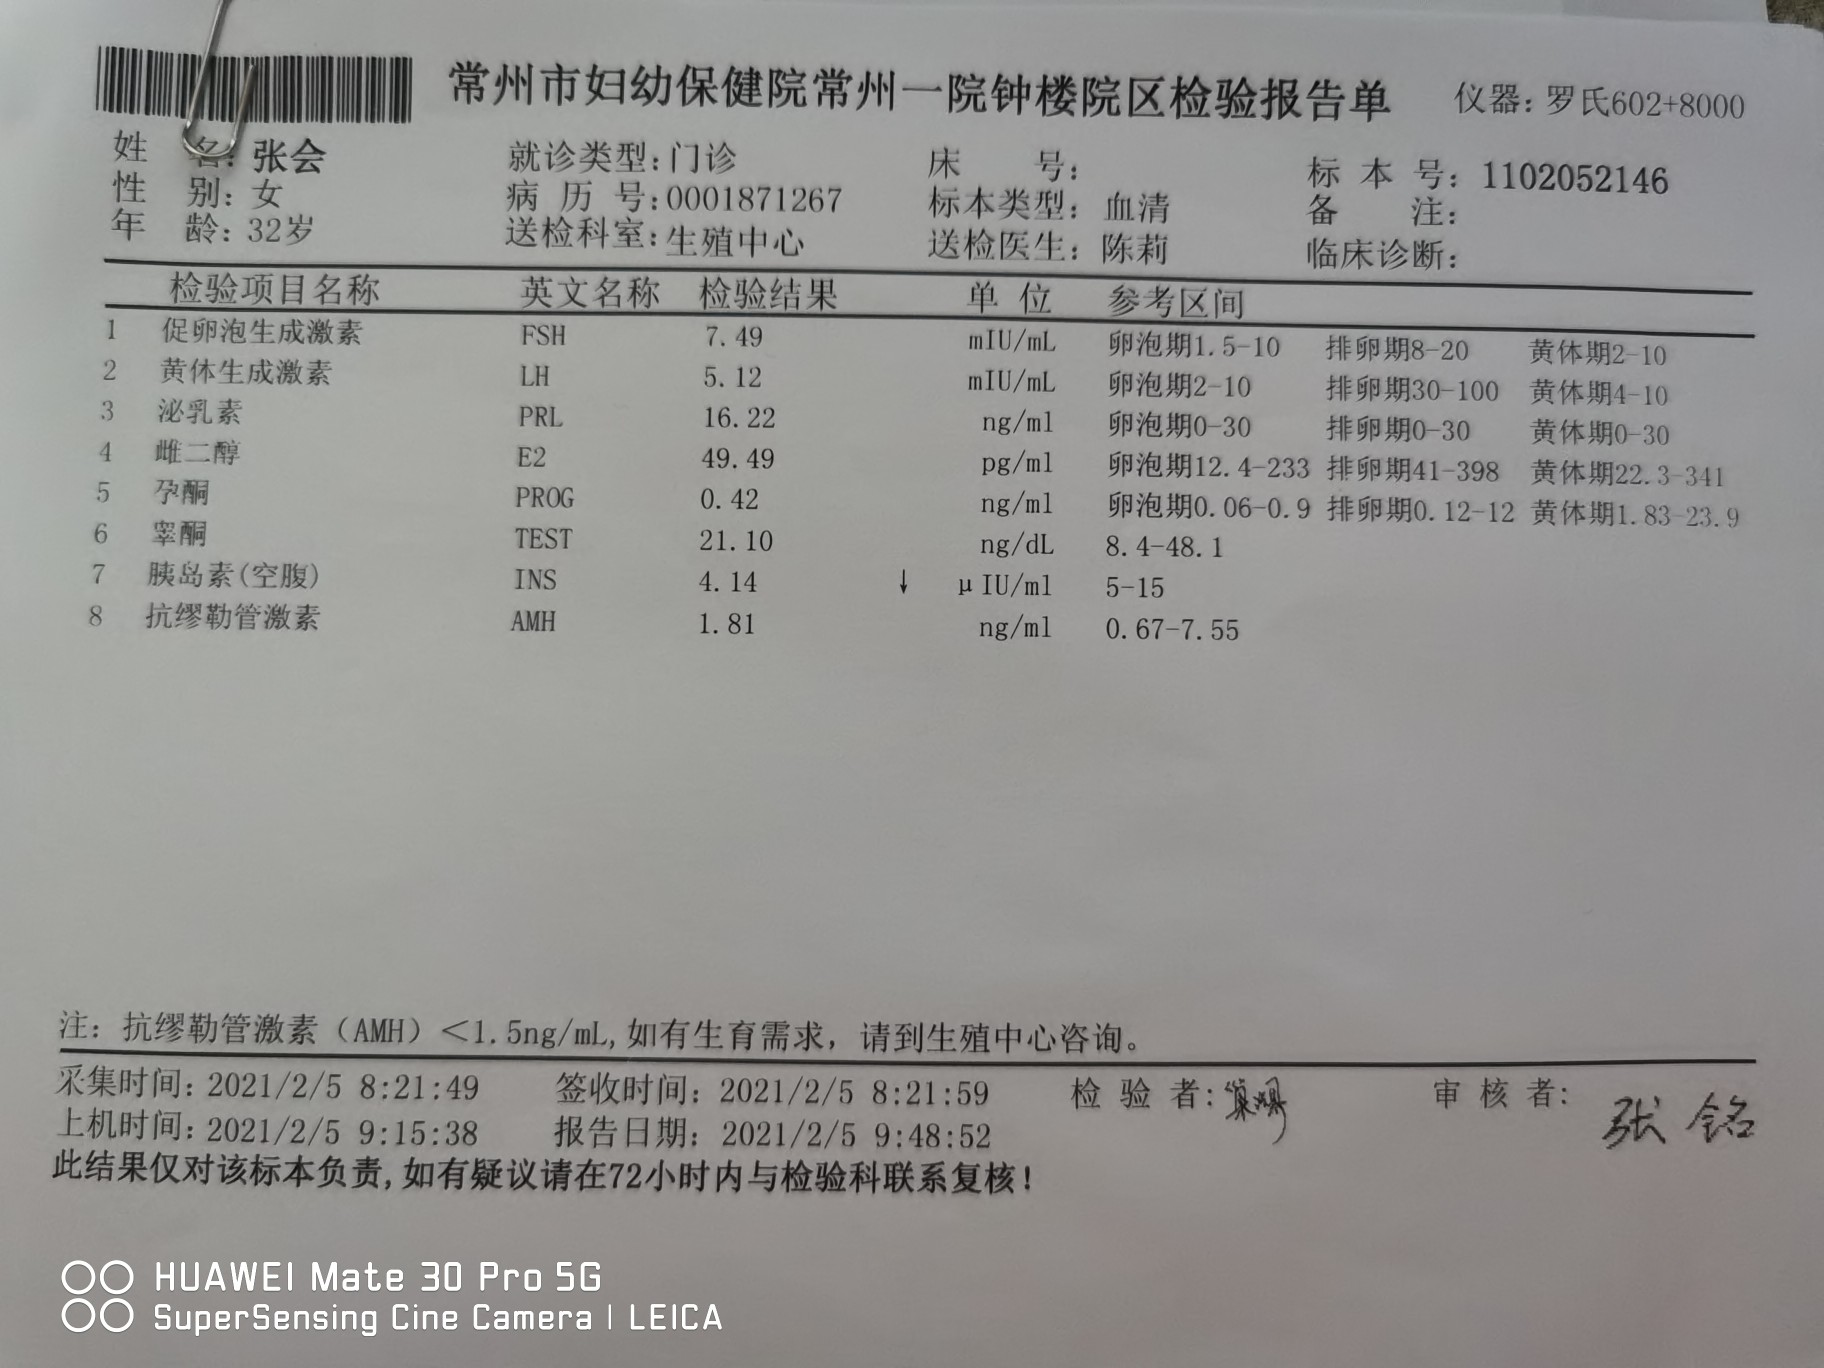 常州市妇幼保健院常州一院钟楼院区检验报告单 仪器: 罗氏602+8000
姓 名: 张会 就诊类型: 门诊 床 号: 标 本 号: 1102052146
性 别: 女 病 历 号: 0001871267 标本类型: 血清 备 注:
年 龄: 32岁 送检科室: 生殖中心 送检医生: 陈莉 临床诊断:
检验项目名称 英文名称 检验结果 单 位 参考区间
1 促卵泡生成激素 FSH 7.49 mIU/mL 卵泡期1.5-10 排卵期8-20 黄体期2-10
2 黄体生成激素 LH 5.12 mIU/mL 卵泡期2-10 排卵期30-100 黄体期4-10
3 泌乳素 PRL 16.22 ng/ml 卵泡期0-30 排卵期0-30 黄体期0-30
4 雌二醇 E2 49.49 pg/ml 卵泡期12.4-233 排卵期41-398 黄体期22.3-341
5 孕酮 PROG 0.42 ng/ml 卵泡期0.06-0.9 排卵期0.12-12 黄体期1.83-23.9
6 睾酮 TEST 21.10 ng/dL 8.4-48.1
7 胰岛素(空腹) INS 4.14 ↓ μIU/ml 5-15
8 抗缪勒管激素 AMH 1.81 ng/ml 0.67-7.55
注: 抗缪勒管激素（AMH）<1.5ng/mL,如有生育需求，请到生殖中心咨询。
采集时间: 2021/2/5 8:21:49 签收时间: 2021/2/5 8:21:59 检 验 者: 审 核 者: 张铭
上机时间: 2021/2/5 9:15:38 报告日期: 2021/2/5 9:48:52
此结果仅对该标本负责,如有疑议请在72小时内与检验科联系复核!
HUAWEI Mate 30 Pro 5G
SuperSensing Cine Camera | LEICA